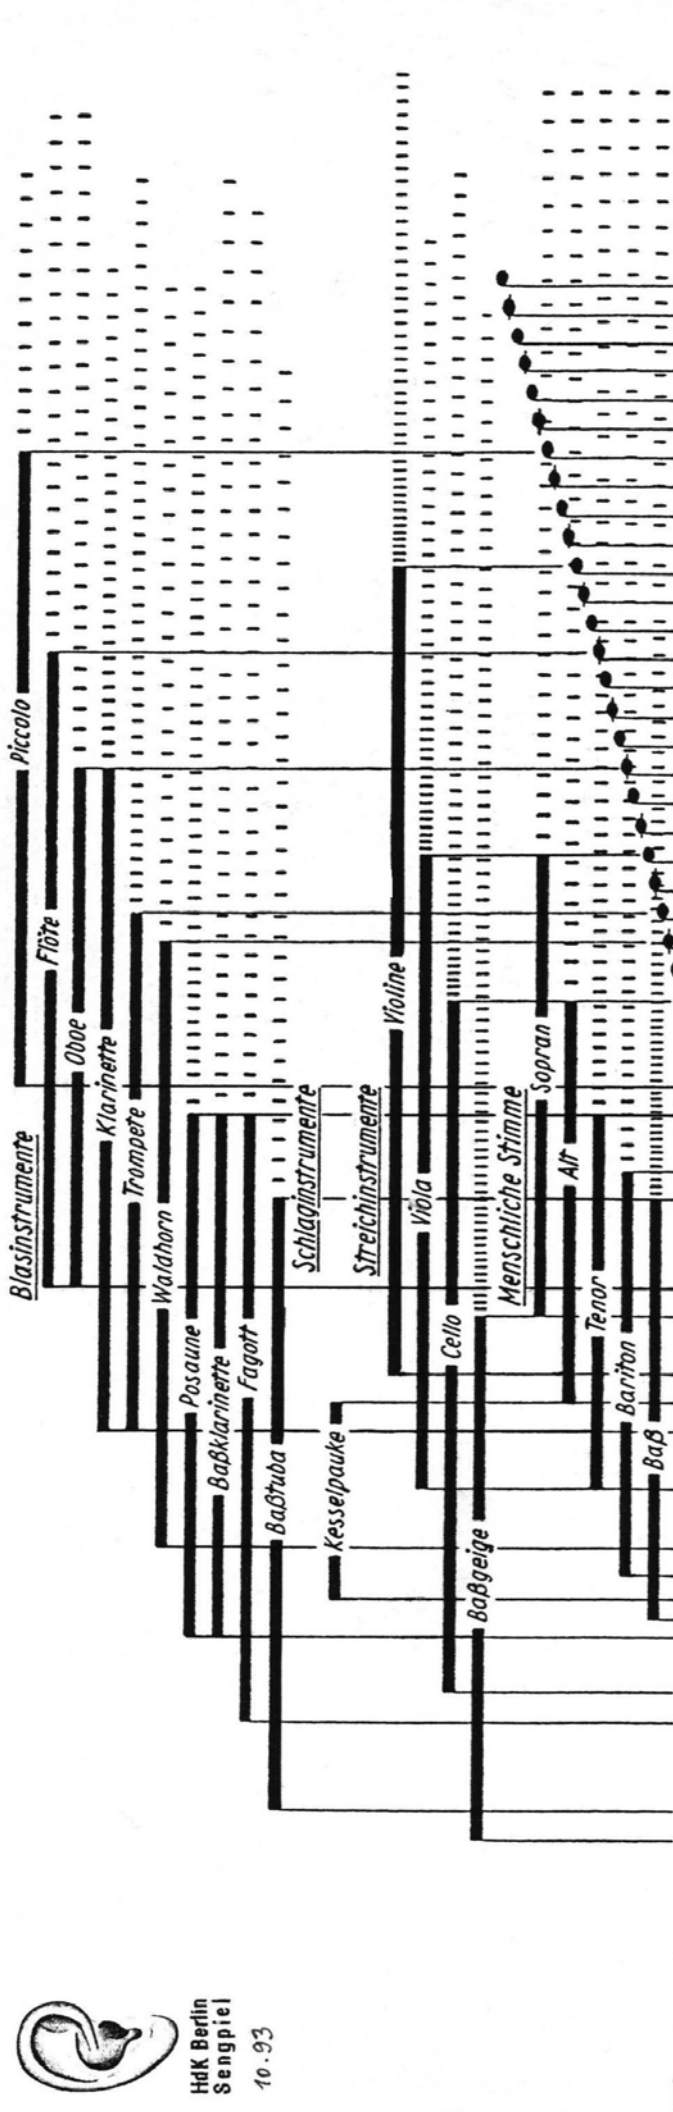 Blasinstrumente
Piccolo
Flöte
Oboe
Klarinette
Trompete
Waldhorn
Posaune
Baßklarinette
Fagott
Baßtuba
Schlaginstrumente
Kesselpauke
Streichinstrumente
Violine
Viola
Cello
Baßgeige
Menschliche Stimme
Sopran
Alt
Tenor
Bariton
Baß
HdK Berlin
Sengpiel
10.93